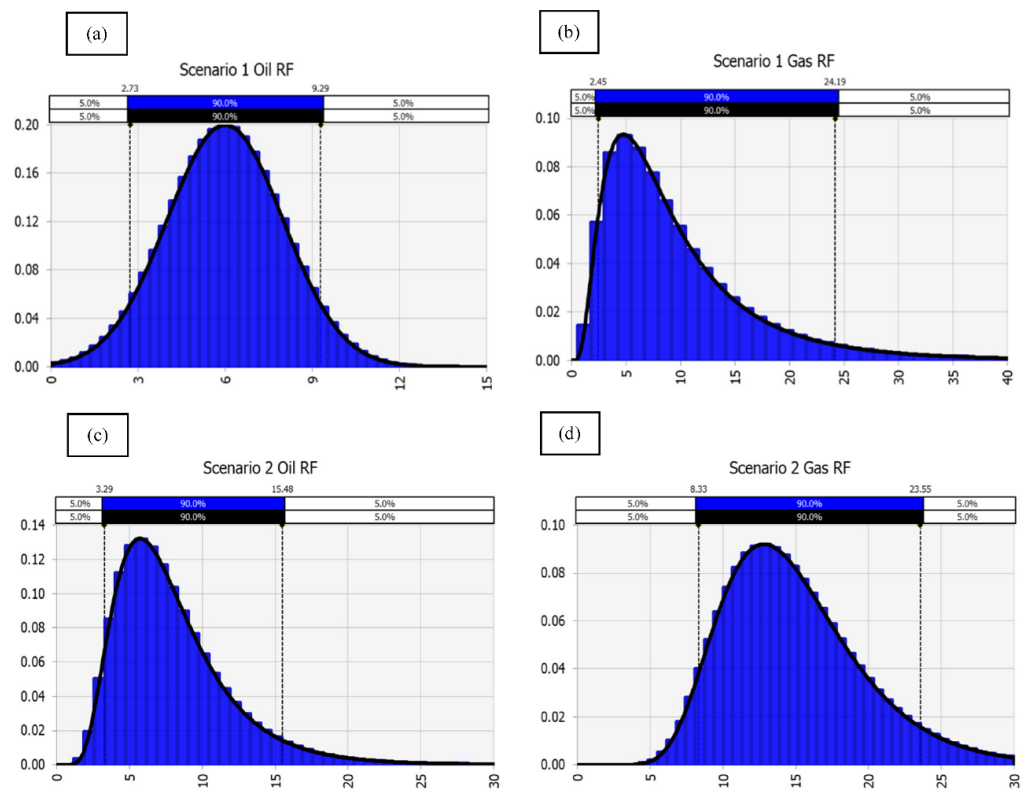 (a)
Scenario 1 Oil RF
2.73 9.29
5.0% 90.0% 5.0%
5.0% 90.0% 5.0%
0.20
0.16
0.12
0.08
0.04
0.00
0 3 6 9 12 15
(b)
Scenario 1 Gas RF
2.45 24.19
5.0% 90.0% 5.0%
5.0% 90.0% 5.0%
0.10
0.08
0.06
0.04
0.02
0.00
0 5 10 15 20 25 30 35 40
(c)
Scenario 2 Oil RF
3.29 15.48
5.0% 90.0% 5.0%
5.0% 90.0% 5.0%
0.14
0.12
0.10
0.08
0.06
0.04
0.02
0.00
0 5 10 15 20 25 30
(d)
Scenario 2 Gas RF
8.33 23.55
5.0% 90.0% 5.0%
5.0% 90.0% 5.0%
0.10
0.08
0.06
0.04
0.02
0.00
0 5 10 15 20 25 30